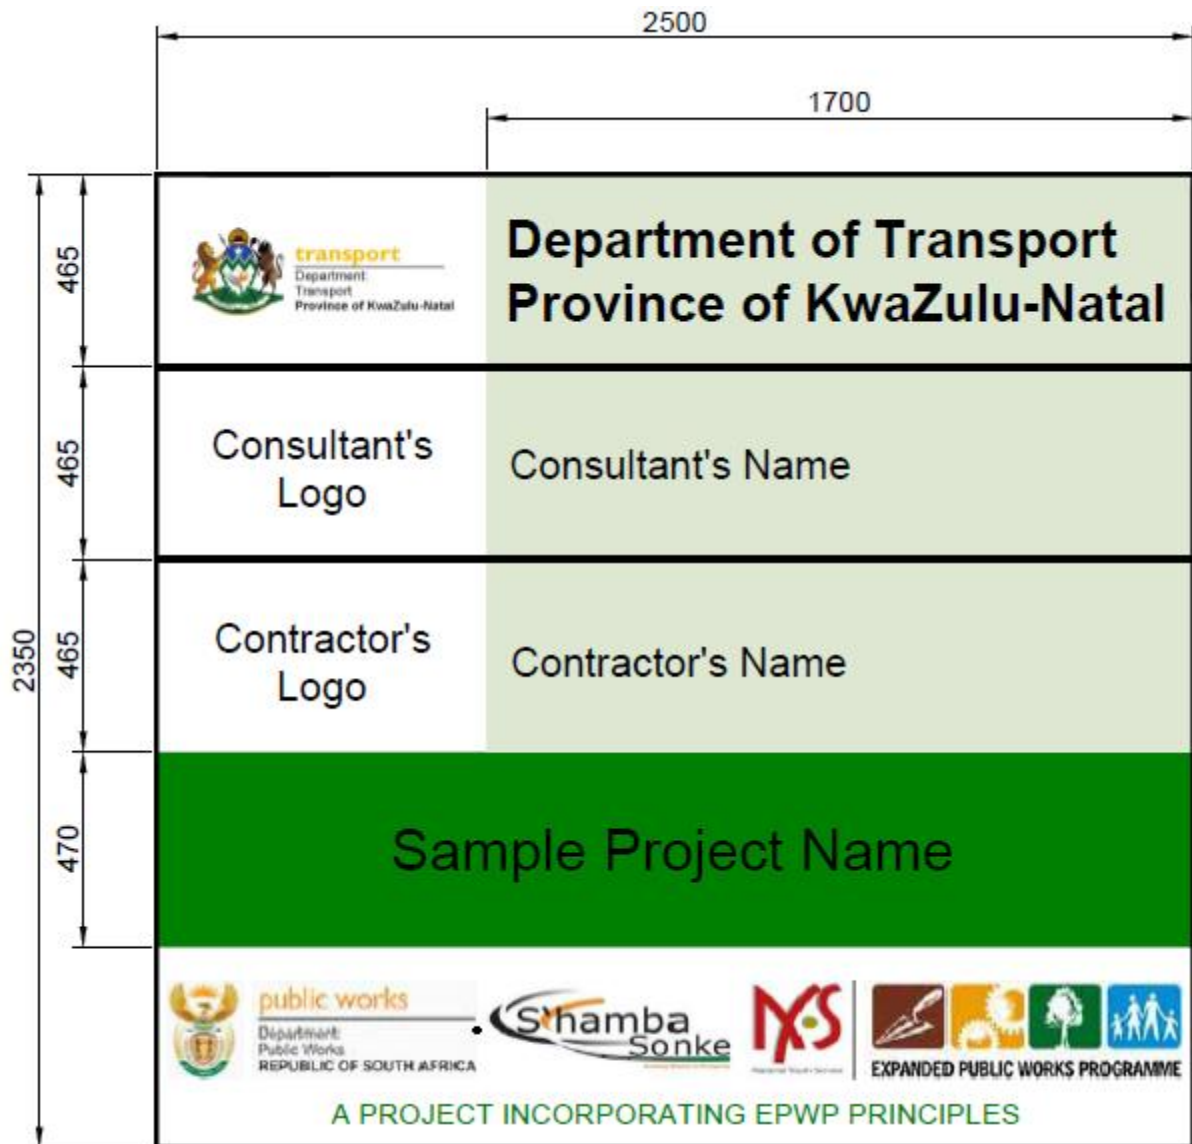 2500
1700
465
transport
Department:
Transport
Province of KwaZulu-Natal
Department of Transport
Province of KwaZulu-Natal
465
Consultant's
Logo
Consultant's Name
2350
465
Contractor's
Logo
Contractor's Name
470
Sample Project Name
public works
Department:
Public Works
REPUBLIC OF SOUTH AFRICA
S'hamba
Sonke
NYS
EXPANDED PUBLIC WORKS PROGRAMME
A PROJECT INCORPORATING EPWP PRINCIPLES